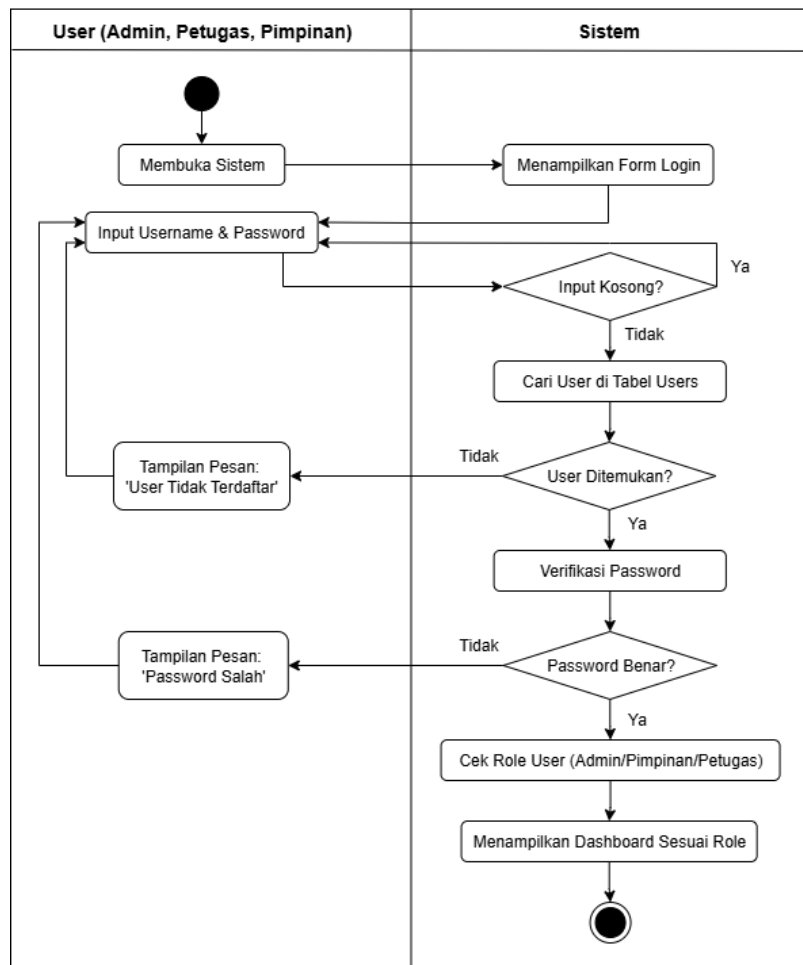 User (Admin, Petugas, Pimpinan)
Sistem
Membuka Sistem
Menampilkan Form Login
Input Username & Password
Ya
Input Kosong?
Tidak
Cari User di Tabel Users
Tidak
Tampilan Pesan:
'User Tidak Terdaftar'
User Ditemukan?
Ya
Verifikasi Password
Tidak
Tampilan Pesan:
'Password Salah'
Password Benar?
Ya
Cek Role User (Admin/Pimpinan/Petugas)
Menampilkan Dashboard Sesuai Role